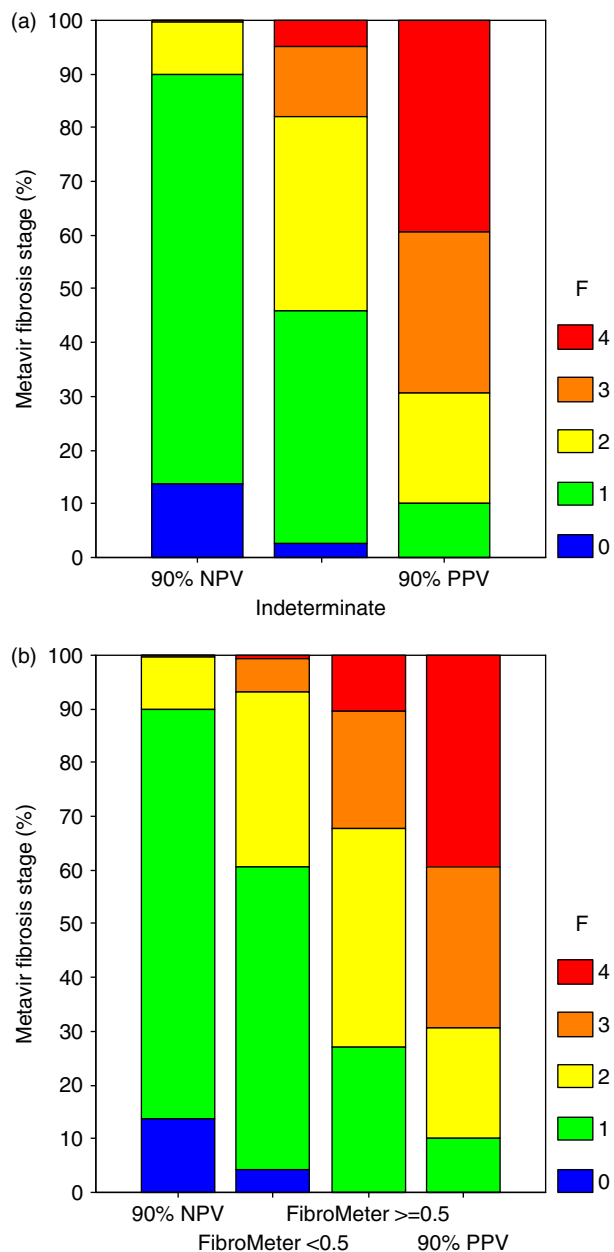 (a)
100
90
80
70
60
50
40
30
20
10
0
Metavir fibrosis stage (%)
90% NPV
90% PPV
Indeterminate
F
4
3
2
1
0
(b)
100
90
80
70
60
50
40
30
20
10
0
Metavir fibrosis stage (%)
90% NPV
FibroMeter >=0.5
FibroMeter <0.5
90% PPV
F
4
3
2
1
0